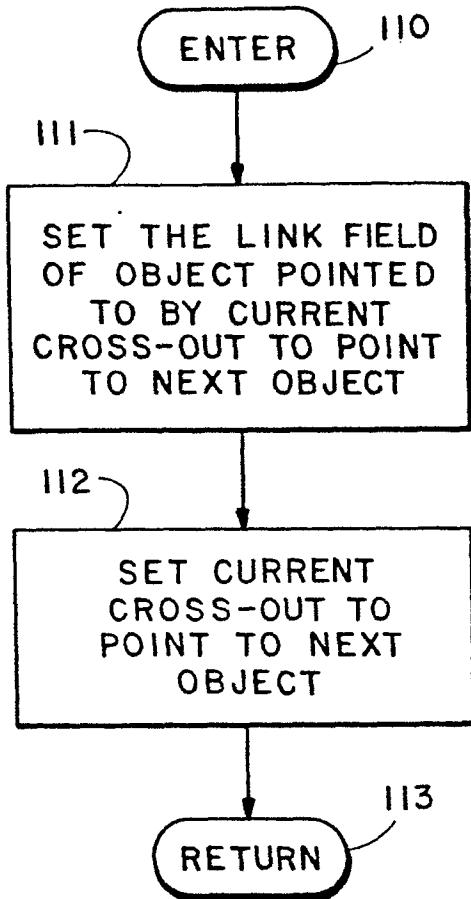 110
ENTER
111
SET THE LINK FIELD
OF OBJECT POINTED
TO BY CURRENT
CROSS-OUT TO POINT
TO NEXT OBJECT
112
SET CURRENT
CROSS-OUT TO
POINT TO NEXT
OBJECT
113
RETURN